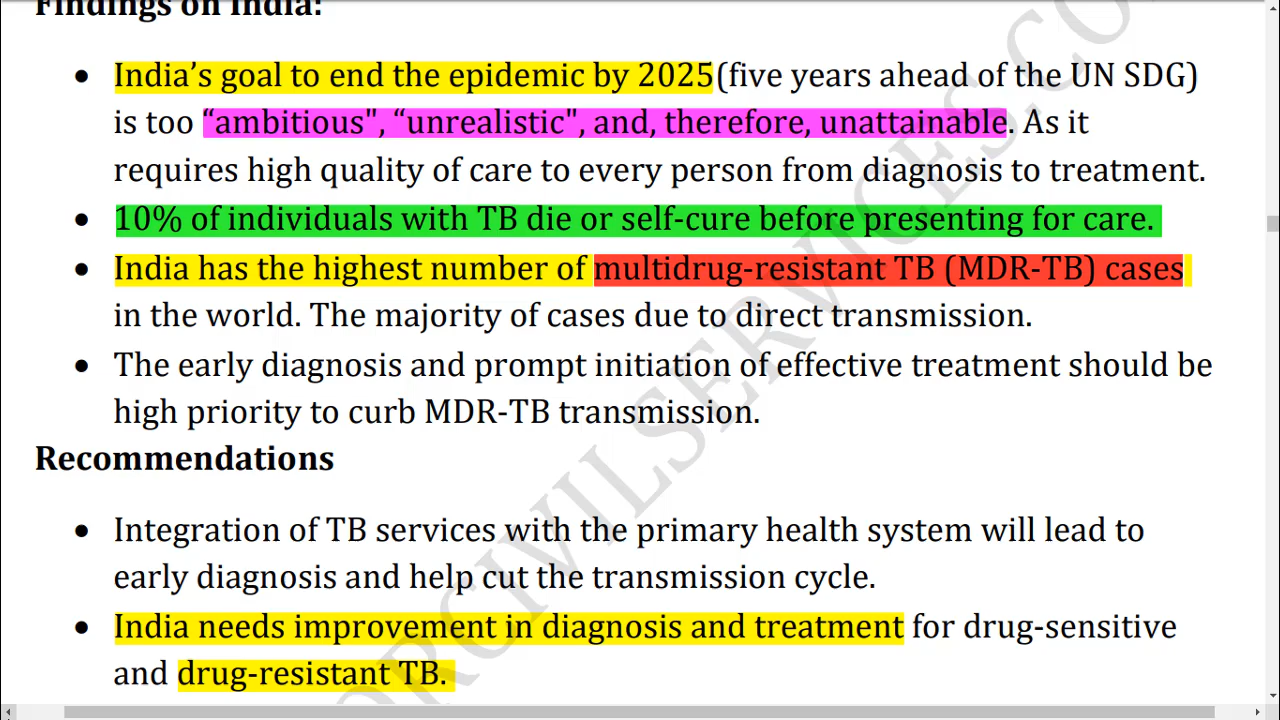 Findings on India:
• India’s goal to end the epidemic by 2025(five years ahead of the UN SDG)
is too “ambitious", “unrealistic", and, therefore, unattainable. As it
requires high quality of care to every person from diagnosis to treatment.
• 10% of individuals with TB die or self-cure before presenting for care.
• India has the highest number of multidrug-resistant TB (MDR-TB) cases
in the world. The majority of cases due to direct transmission.
• The early diagnosis and prompt initiation of effective treatment should be
high priority to curb MDR-TB transmission.
Recommendations
• Integration of TB services with the primary health system will lead to
early diagnosis and help cut the transmission cycle.
• India needs improvement in diagnosis and treatment for drug-sensitive
and drug-resistant TB.
ORCIVILSERVICES.CO